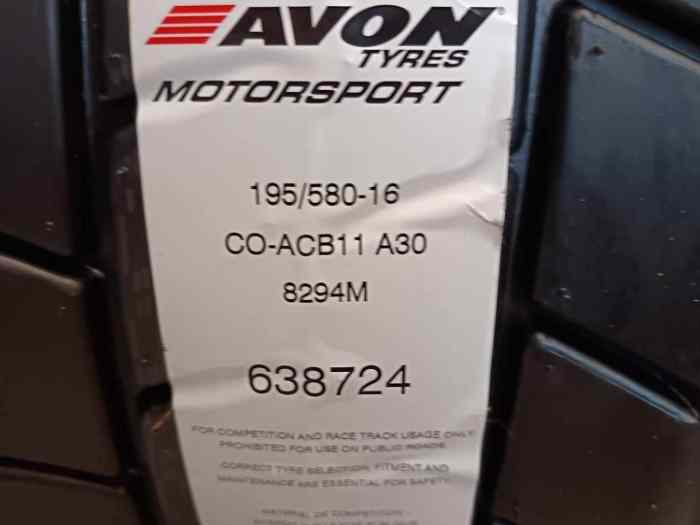 AVON
TYRES
MOTORSPORT
195/580-16
CO-ACB11 A30
8294M
638724
FOR COMPETITION AND RACE TRACK USAGE ONLY
PROHIBITED FOR USE ON PUBLIC ROADS
CORRECT TYRE SELECTION, FITMENT AND
MAINTENANCE ARE ESSENTIAL FOR SAFETY